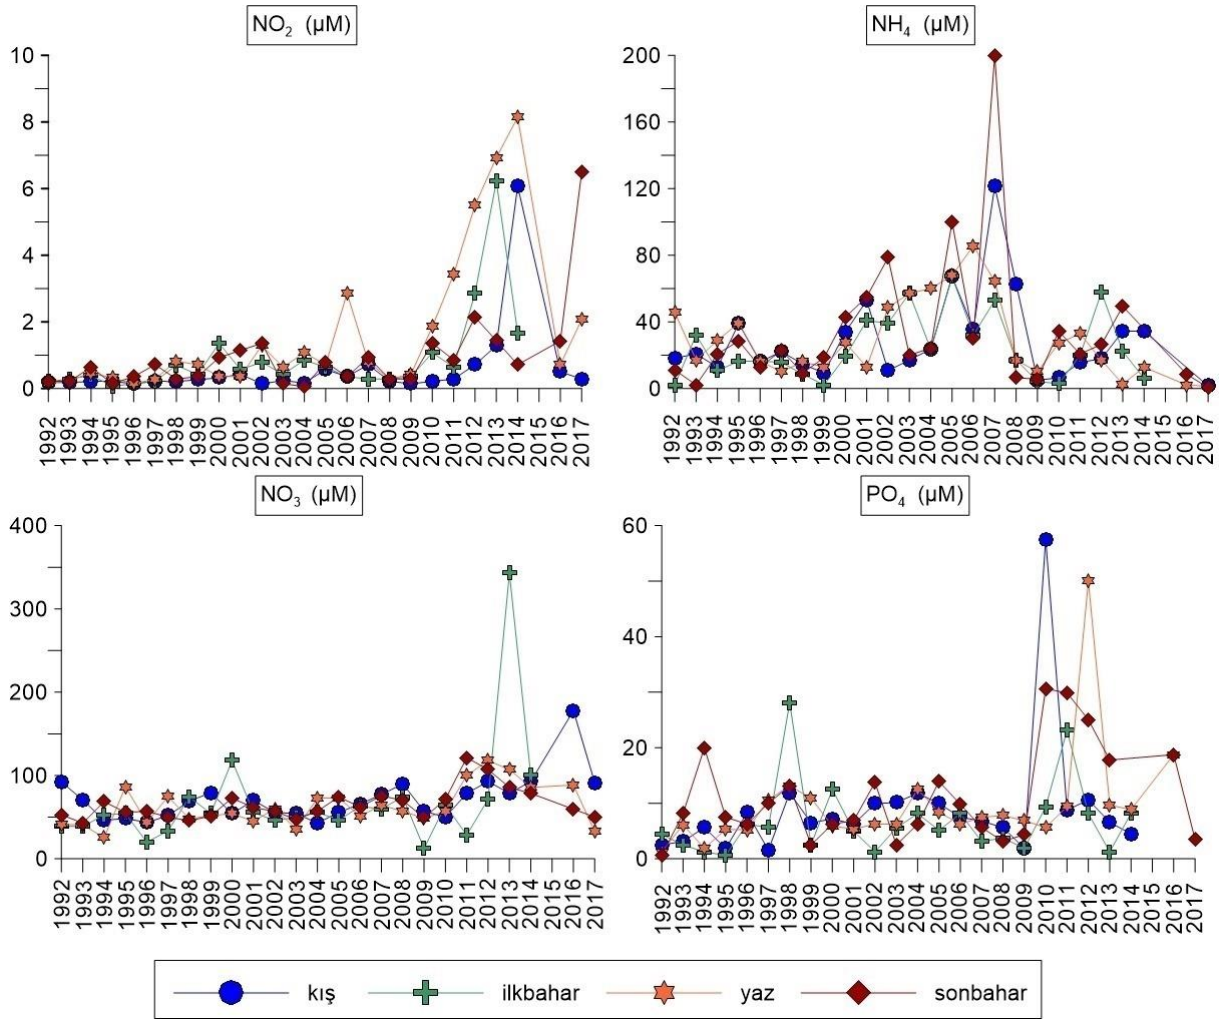 NO₂ (µM)
10
8
6
4
2
0
1992 1993 1994 1995 1996 1997 1998 1999 2000 2001 2002 2003 2004 2005 2006 2007 2008 2009 2010 2011 2012 2013 2014 2015 2016 2017
NH₄ (µM)
200
160
120
80
40
0
1992 1993 1994 1995 1996 1997 1998 1999 2000 2001 2002 2003 2004 2005 2006 2007 2008 2009 2010 2011 2012 2013 2014 2015 2016 2017
NO₃ (µM)
400
300
200
100
0
1992 1993 1994 1995 1996 1997 1998 1999 2000 2001 2002 2003 2004 2005 2006 2007 2008 2009 2010 2011 2012 2013 2014 2015 2016 2017
PO₄ (µM)
60
40
20
0
1992 1993 1994 1995 1996 1997 1998 1999 2000 2001 2002 2003 2004 2005 2006 2007 2008 2009 2010 2011 2012 2013 2014 2015 2016 2017
kış ilkbahar yaz sonbahar